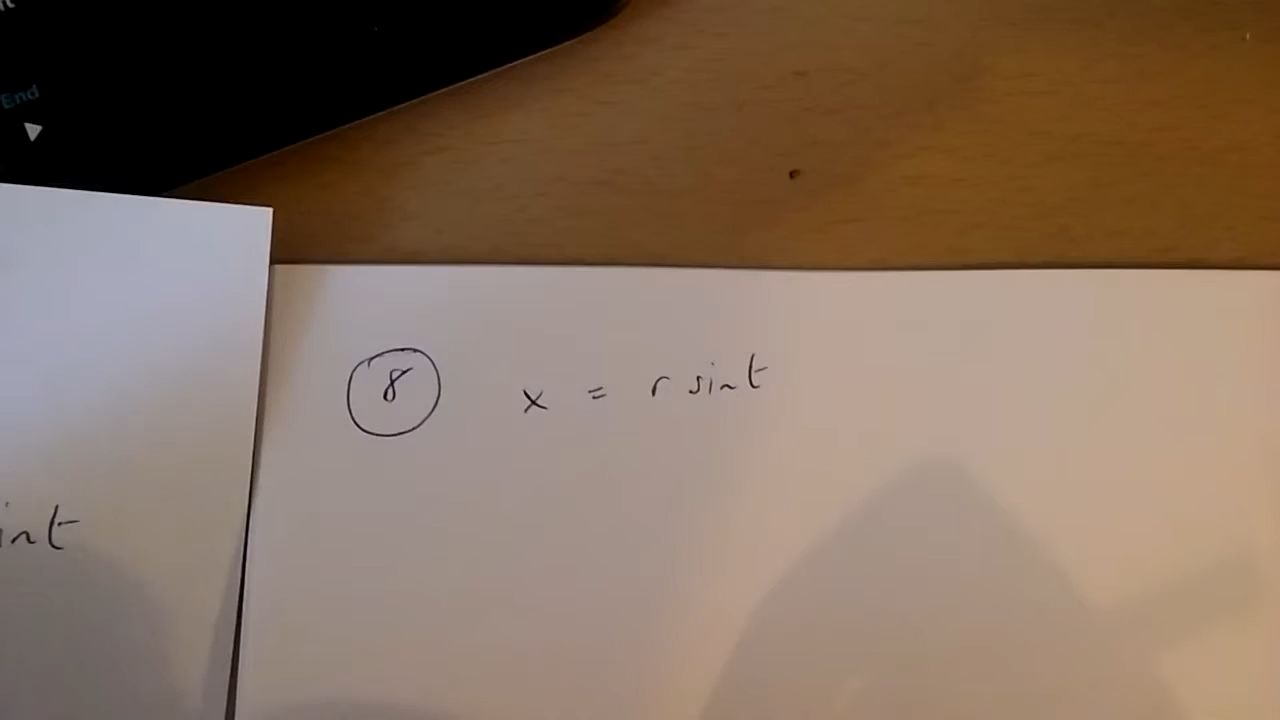 End
8 x = r sint
int